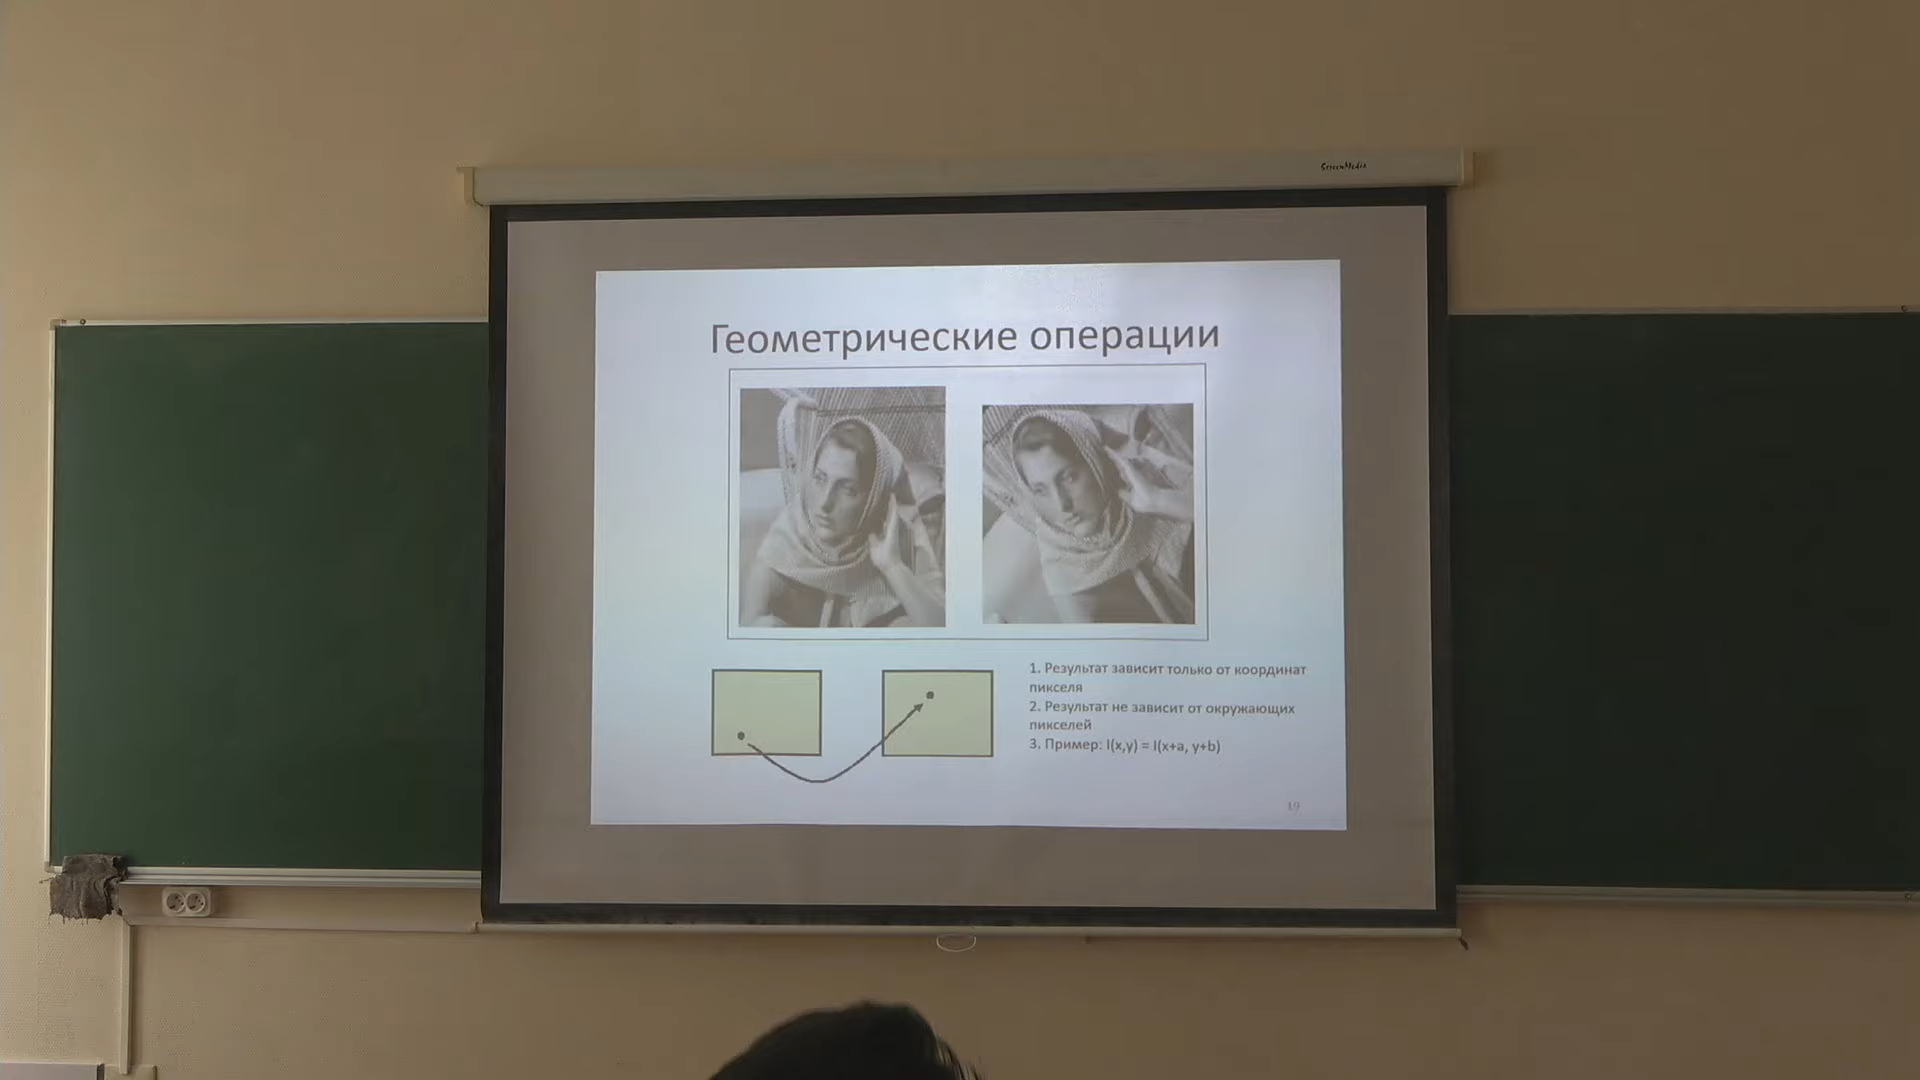 ScreenMedia
Геометрические операции
1. Результат зависит только от координат
пикселя
2. Результат не зависит от окружающих
пикселей
3. Пример: I(x,y) = I(x+a, y+b)
19